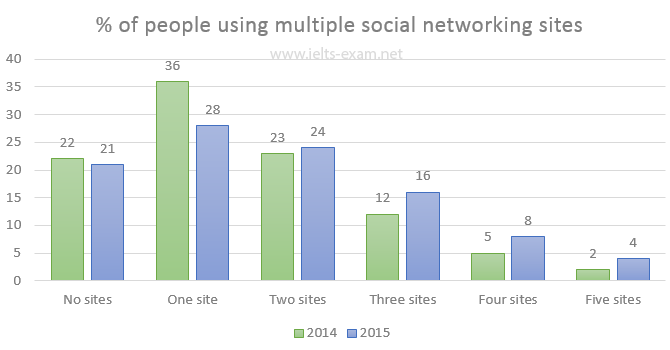 % of people using multiple social networking sites
www.ielts-exam.net
40
35
30
25
20
15
10
5
0
22
21
36
28
23
24
12
16
5
8
2
4
No sites
One site
Two sites
Three sites
Four sites
Five sites
2014
2015